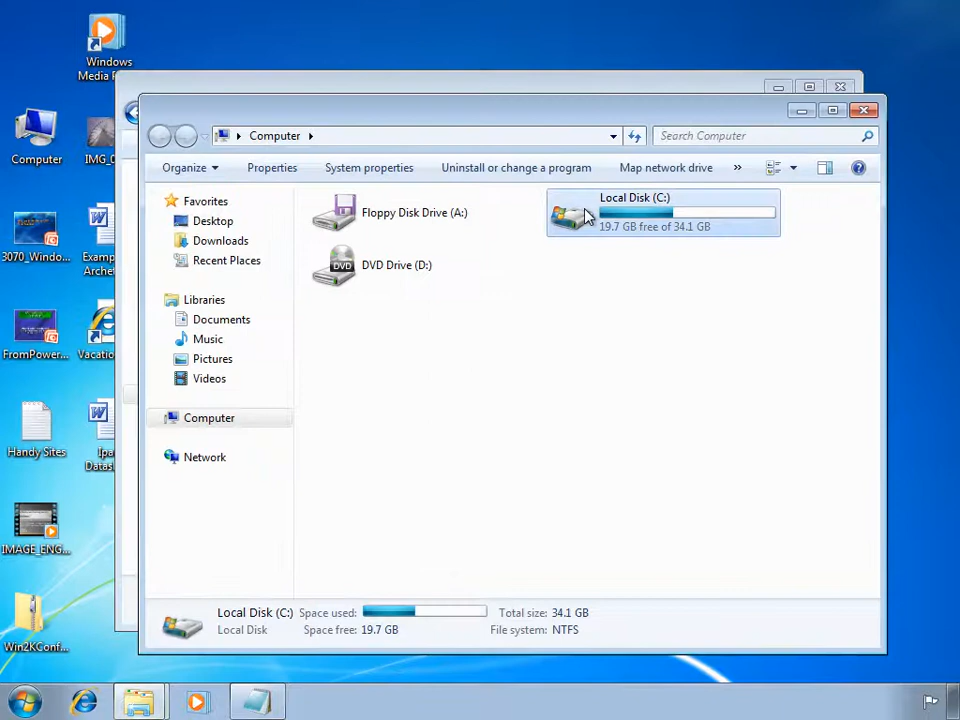 Windows
Media P
Computer
IMG_0
3070_Windo...
Examp
Archet
FromPower...
Vacatio
Handy Sites
Ipa
Datas
IMAGE_ENG...
Win2KConf...
Computer
Search Computer
Organize
Properties
System properties
Uninstall or change a program
Map network drive
»
Favorites
Desktop
Downloads
Recent Places
Libraries
Documents
Music
Pictures
Videos
Computer
Network
Floppy Disk Drive (A:)
Local Disk (C:)
19.7 GB free of 34.1 GB
DVD
DVD Drive (D:)
Local Disk (C:) Space used: Total size: 34.1 GB
Local Disk Space free: 19.7 GB File system: NTFS